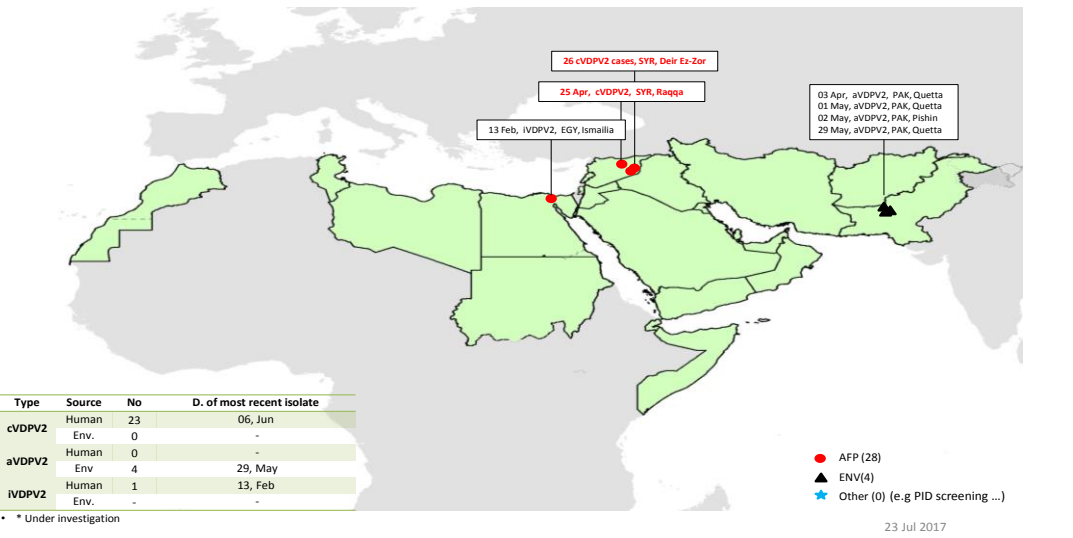 26 cVDPV2 cases, SYR, Deir Ez-Zor
25 Apr, cVDPV2, SYR, Raqqa
13 Feb, iVDPV2, EGY, Ismailia
03 Apr, aVDPV2, PAK, Quetta
01 May, aVDPV2, PAK, Quetta
02 May, aVDPV2, PAK, Pishin
29 May, aVDPV2, PAK, Quetta
Type Source No D. of most recent isolate
cVDPV2 Human 23 06, Jun
Env. 0 -
aVDPV2 Human 0 -
Env 4 29, May
iVDPV2 Human 1 13, Feb
Env. - -
• * Under investigation
AFP (28)
ENV(4)
Other (0) (e.g PID screening ...)
23 Jul 2017